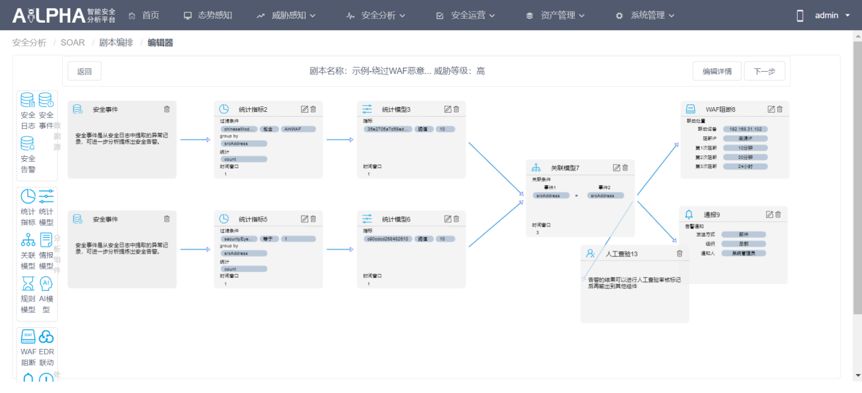 AiLPHA 智能安全分析平台
首页
态势感知
威胁感知
安全分析
安全运营
资产管理
系统管理
admin
安全分析 / SOAR / 剧本编排 / 编辑器
返回
剧本名称：示例-绕过WAF恶意... 威胁等级：高
编辑详情
下一步
安全日志
安全事件
安全告警
统计指标
统计模型
关联模型
情报模型
规则模型
AI模型
WAF阻断
EDR联动
安全事件
安全事件是从安全日志中提取的异常记录，可进一步分析提炼出安全告警。
统计指标2
过滤条件
包含
group by
srcAddress
统计
count
时间窗口
1
统计模型3
指标
阈值
10
时间窗口
1
安全事件
安全事件是从安全日志中提取的异常记录，可进一步分析提炼出安全告警。
统计指标5
过滤条件
等于
1
group by
srcAddress
统计
count
时间窗口
1
统计模型6
指标
阈值
10
时间窗口
1
关联模型7
关联条件
事件1
事件2
srcAddress = srcAddress
时间窗口
3
WAF阻断8
联动设备
阻断IP
第1次阻断 10分钟
第2次阻断 30分钟
第3次阻断 24小时
通报9
告警通知
发送方式 邮件
组织 总部
通知人 系统管理员
人工查验13
告警的结果可以进行人工查验审核标记后再输出到其他组件